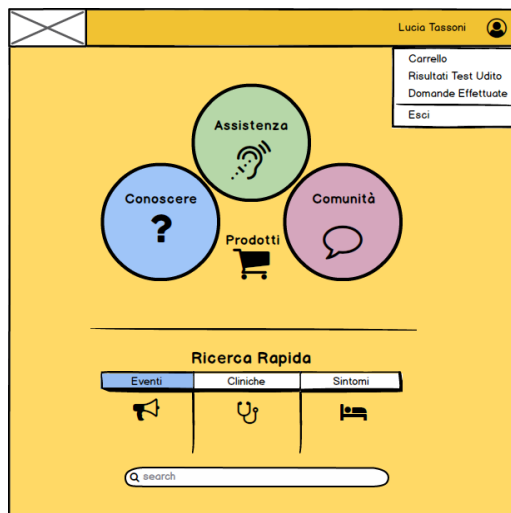 Lucia Tassoni
Carrello
Risultati Test Udito
Domande Effettuate
Esci
Assistenza
Conoscere
?
Comunità
Prodotti
Ricerca Rapida
Eventi
Cliniche
Sintomi
search